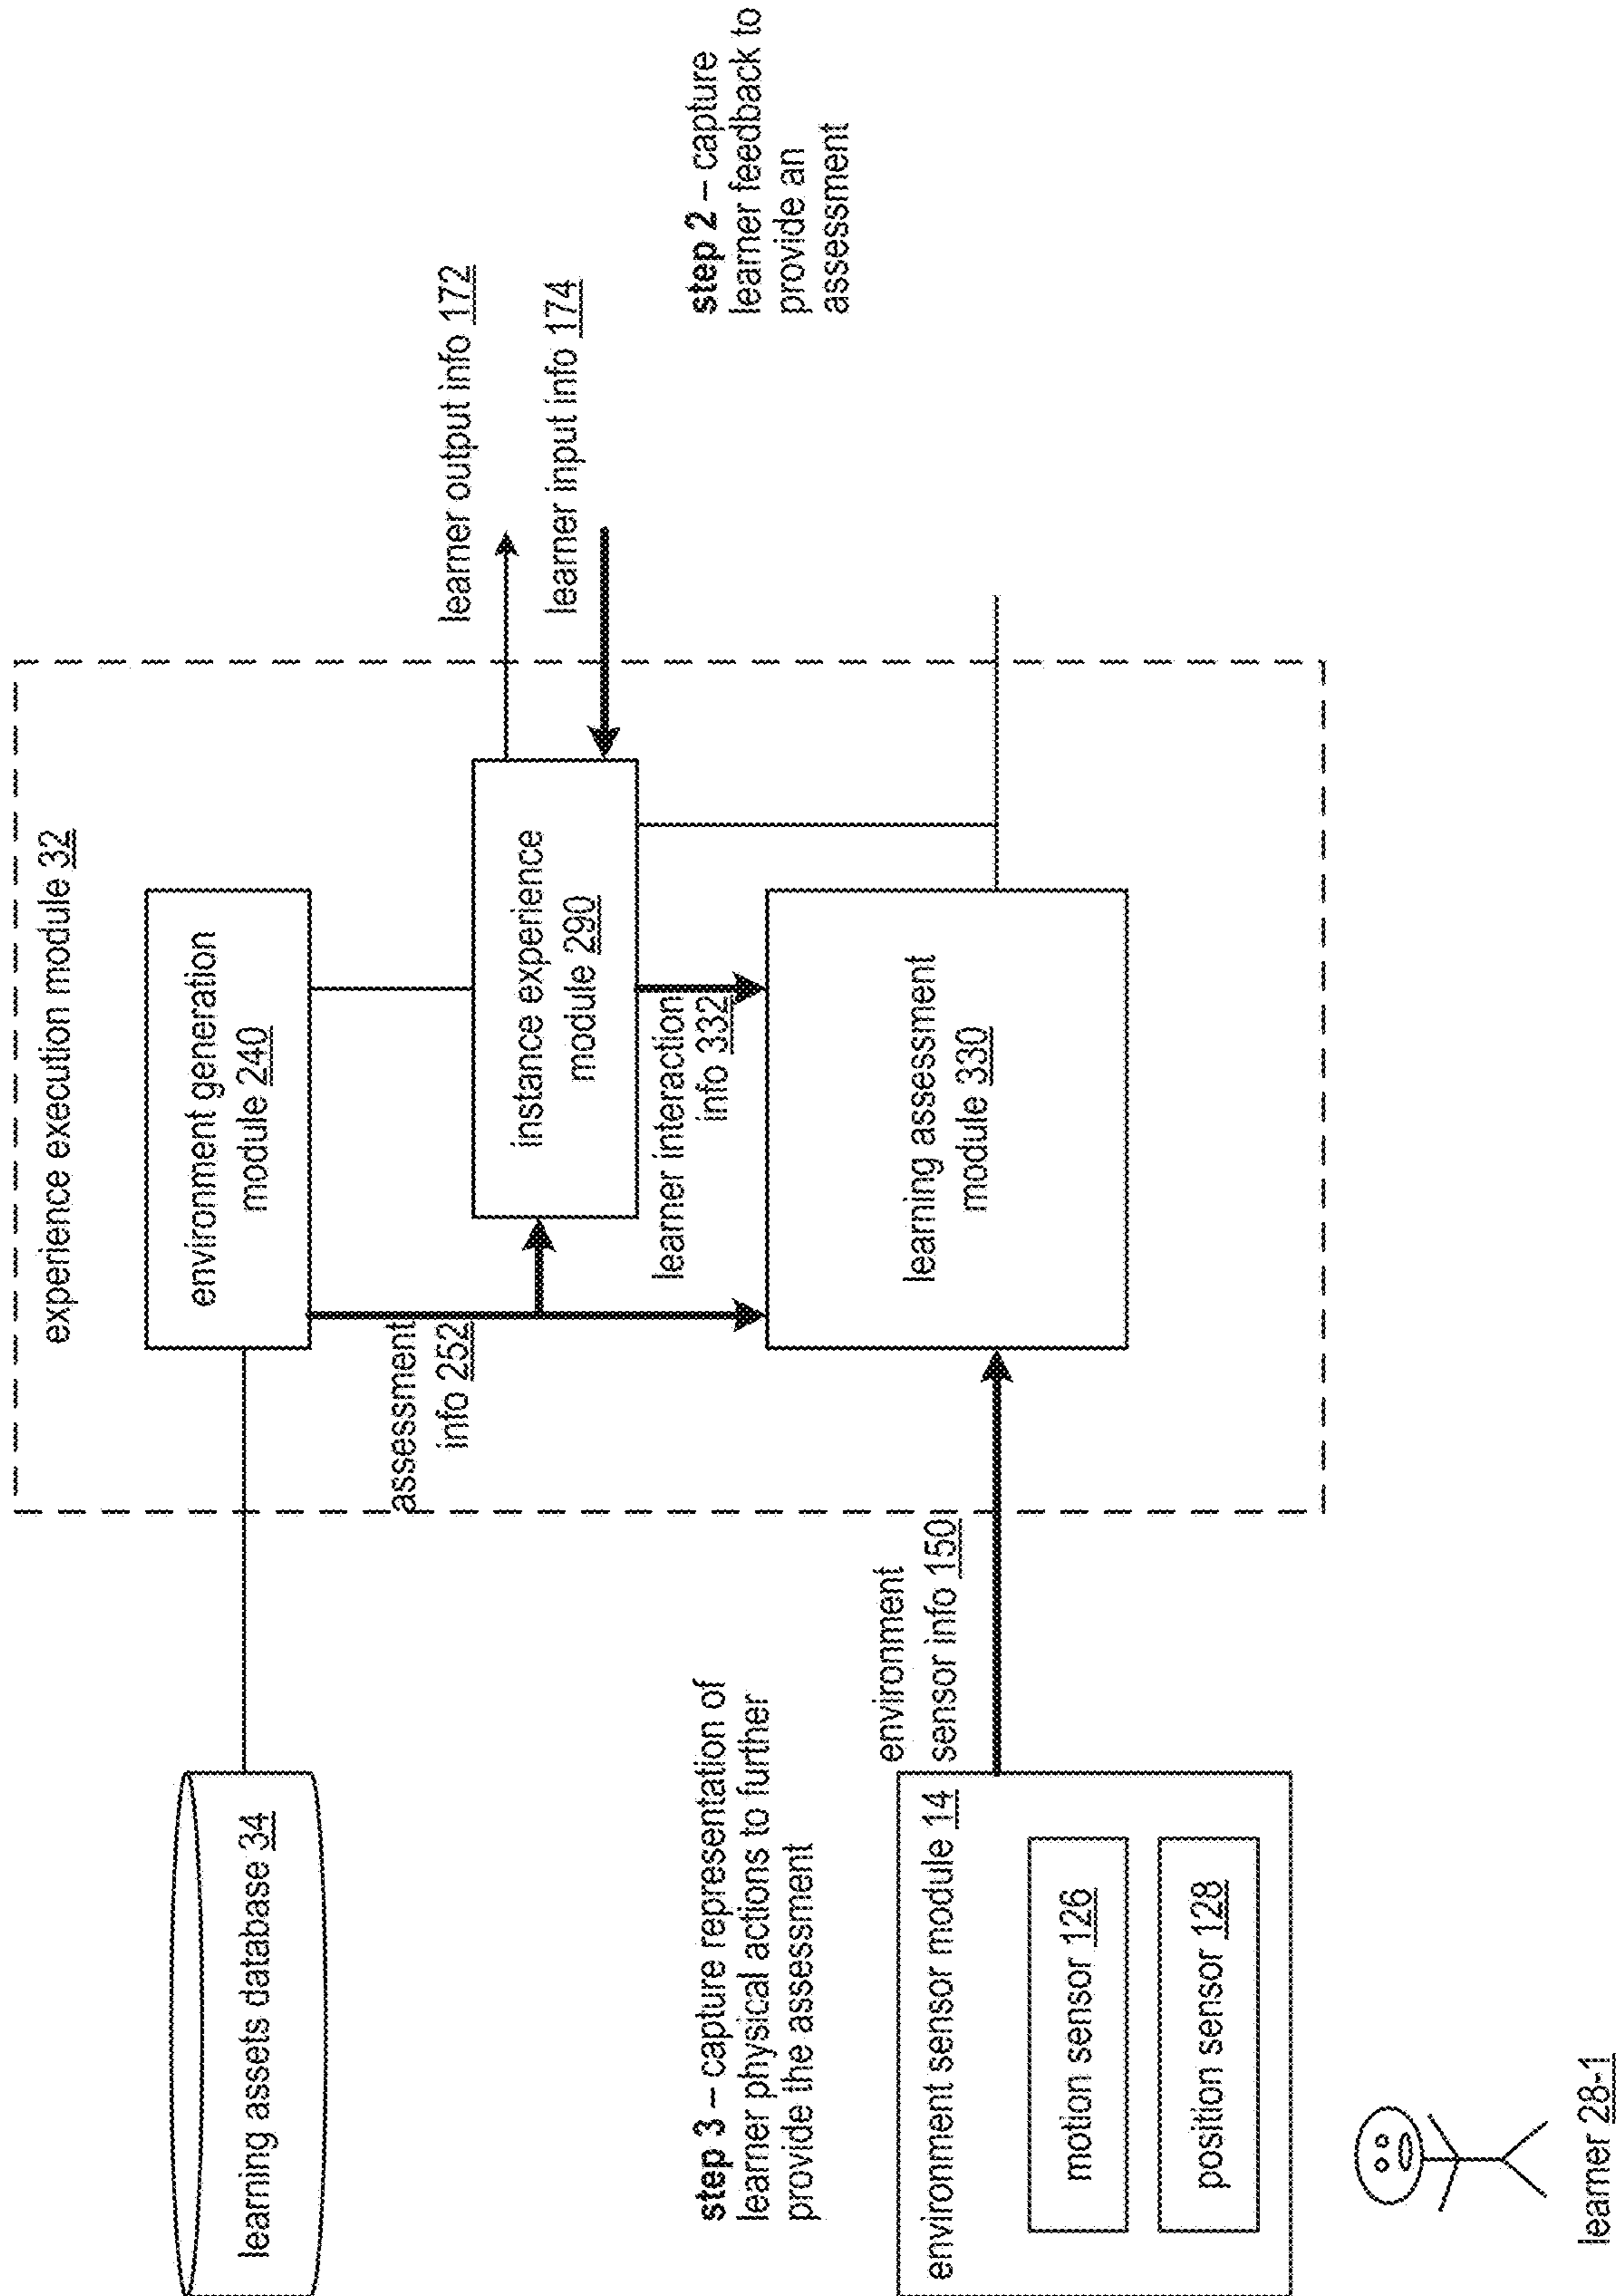 experience execution module 32
learning assets database 34
environment generation
module 240
assessment
info 252
instance experience
module 290
learner output info 172
learner input info 174
learner interaction
info 332
step 3 – capture representation of
learner physical actions to further
provide the assessment
step 2 – capture
learner feedback to
provide an
assessment
environment
sensor info 150
environment sensor module 14
motion sensor 126
position sensor 128
learning assessment
module 330
learner 28-1